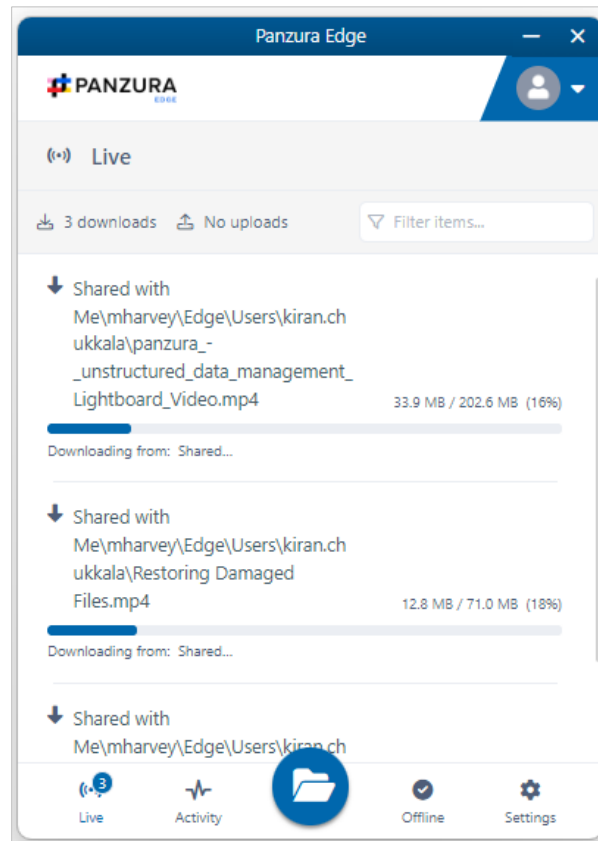 Panzura Edge
PANZURA
EDGE
Live
3 downloads No uploads Filter items...
Shared with
Me\mharvey\Edge\Users\kiran.ch
ukkala\panzura_-
_unstructured_data_management_
Lightboard_Video.mp4 33.9 MB / 202.6 MB (16%)
Downloading from: Shared...
Shared with
Me\mharvey\Edge\Users\kiran.ch
ukkala\Restoring Damaged
Files.mp4 12.8 MB / 71.0 MB (18%)
Downloading from: Shared...
Shared with
Me\mharvey\Edge\Users\kiran.ch
3
Live Activity Offline Settings